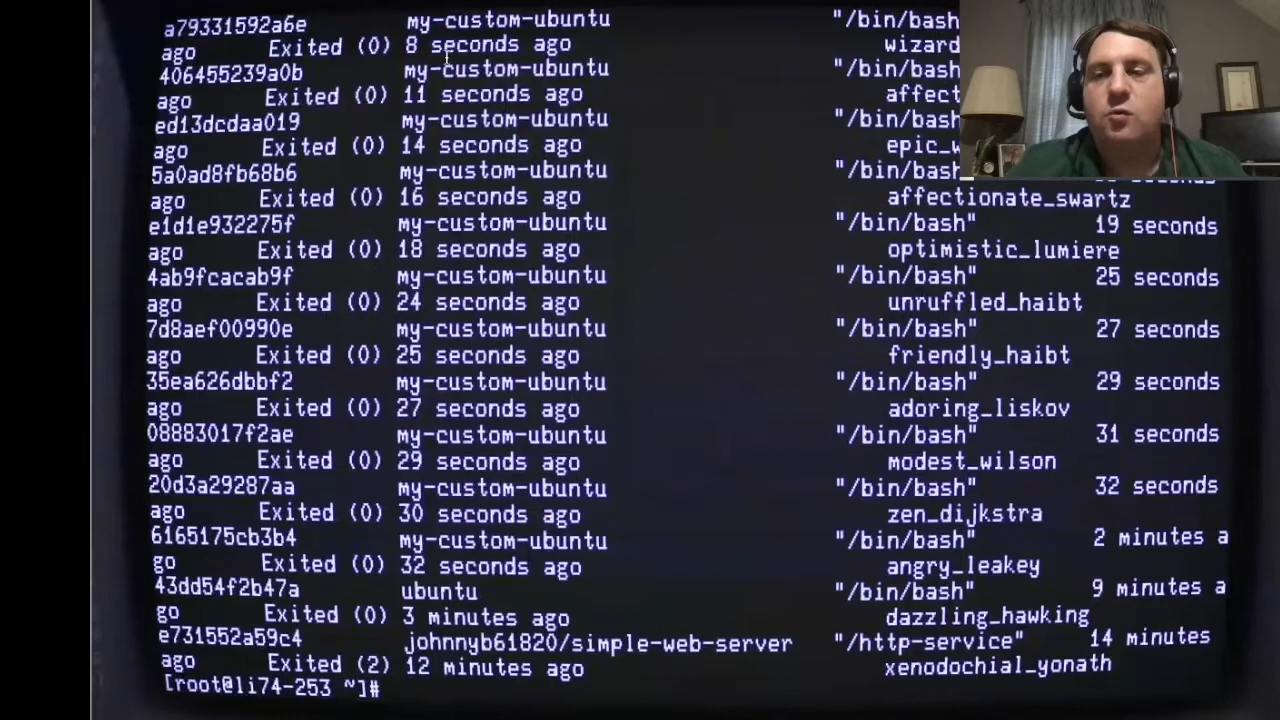 a79331592a6e my-custom-ubuntu "/bin/bash
ago Exited (0) 8 seconds ago wizard
406455239a0b my-custom-ubuntu "/bin/bash
ago Exited (0) 11 seconds ago affect
ed13dcdaa019 my-custom-ubuntu "/bin/bash
ago Exited (0) 14 seconds ago epic_w
5a0ad8fb68b6 my-custom-ubuntu "/bin/bash
ago Exited (0) 16 seconds ago affectionate_swartz
e1d1e932275f my-custom-ubuntu "/bin/bash" 19 seconds
ago Exited (0) 18 seconds ago optimistic_lumiere
4ab9fcacab9f my-custom-ubuntu "/bin/bash" 25 seconds
ago Exited (0) 24 seconds ago unruffled_haibt
7d8aef00990e my-custom-ubuntu "/bin/bash" 27 seconds
ago Exited (0) 25 seconds ago friendly_haibt
35ea626dbbf2 my-custom-ubuntu "/bin/bash" 29 seconds
ago Exited (0) 27 seconds ago adoring_liskov
08883017f2ae my-custom-ubuntu "/bin/bash" 31 seconds
ago Exited (0) 29 seconds ago modest_wilson
20d3a29287aa my-custom-ubuntu "/bin/bash" 32 seconds
ago Exited (0) 30 seconds ago zen_dijkstra
6165175cb3b4 my-custom-ubuntu "/bin/bash" 2 minutes a
go Exited (0) 32 seconds ago angry_leakey
43dd54f2b47a ubuntu "/bin/bash" 9 minutes a
go Exited (0) 3 minutes ago dazzling_hawking
e731552a59c4 johnnyb61820/simple-web-server "/http-service" 14 minutes
ago Exited (2) 12 minutes ago xenodochial_yonath
[root@li74-253 ~]#